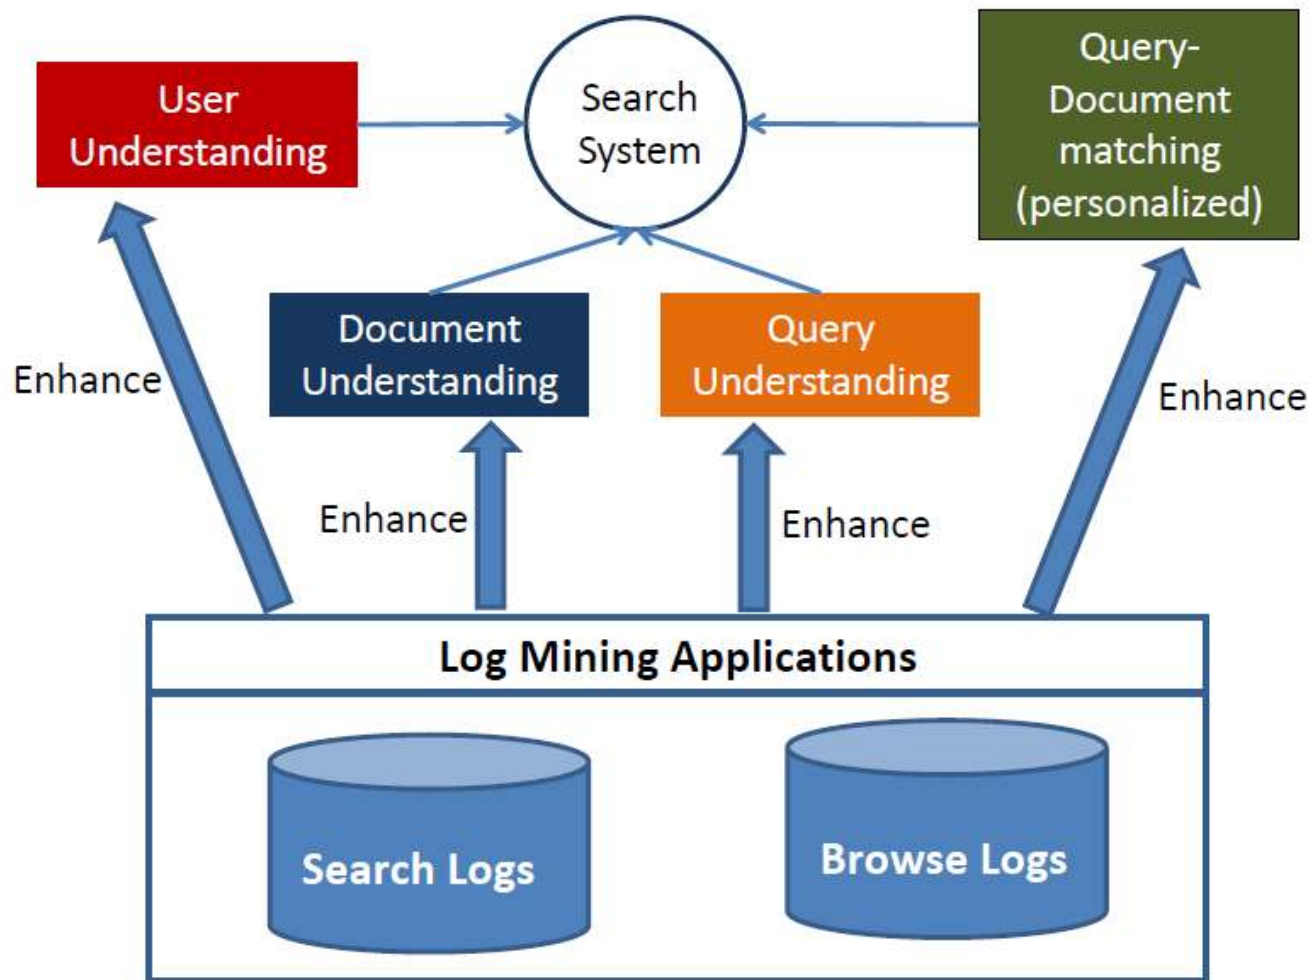 User
Understanding
Search
System
Query-
Document
matching
(personalized)
Document
Understanding
Query
Understanding
Enhance
Enhance
Enhance
Enhance
Log Mining Applications
Search Logs
Browse Logs